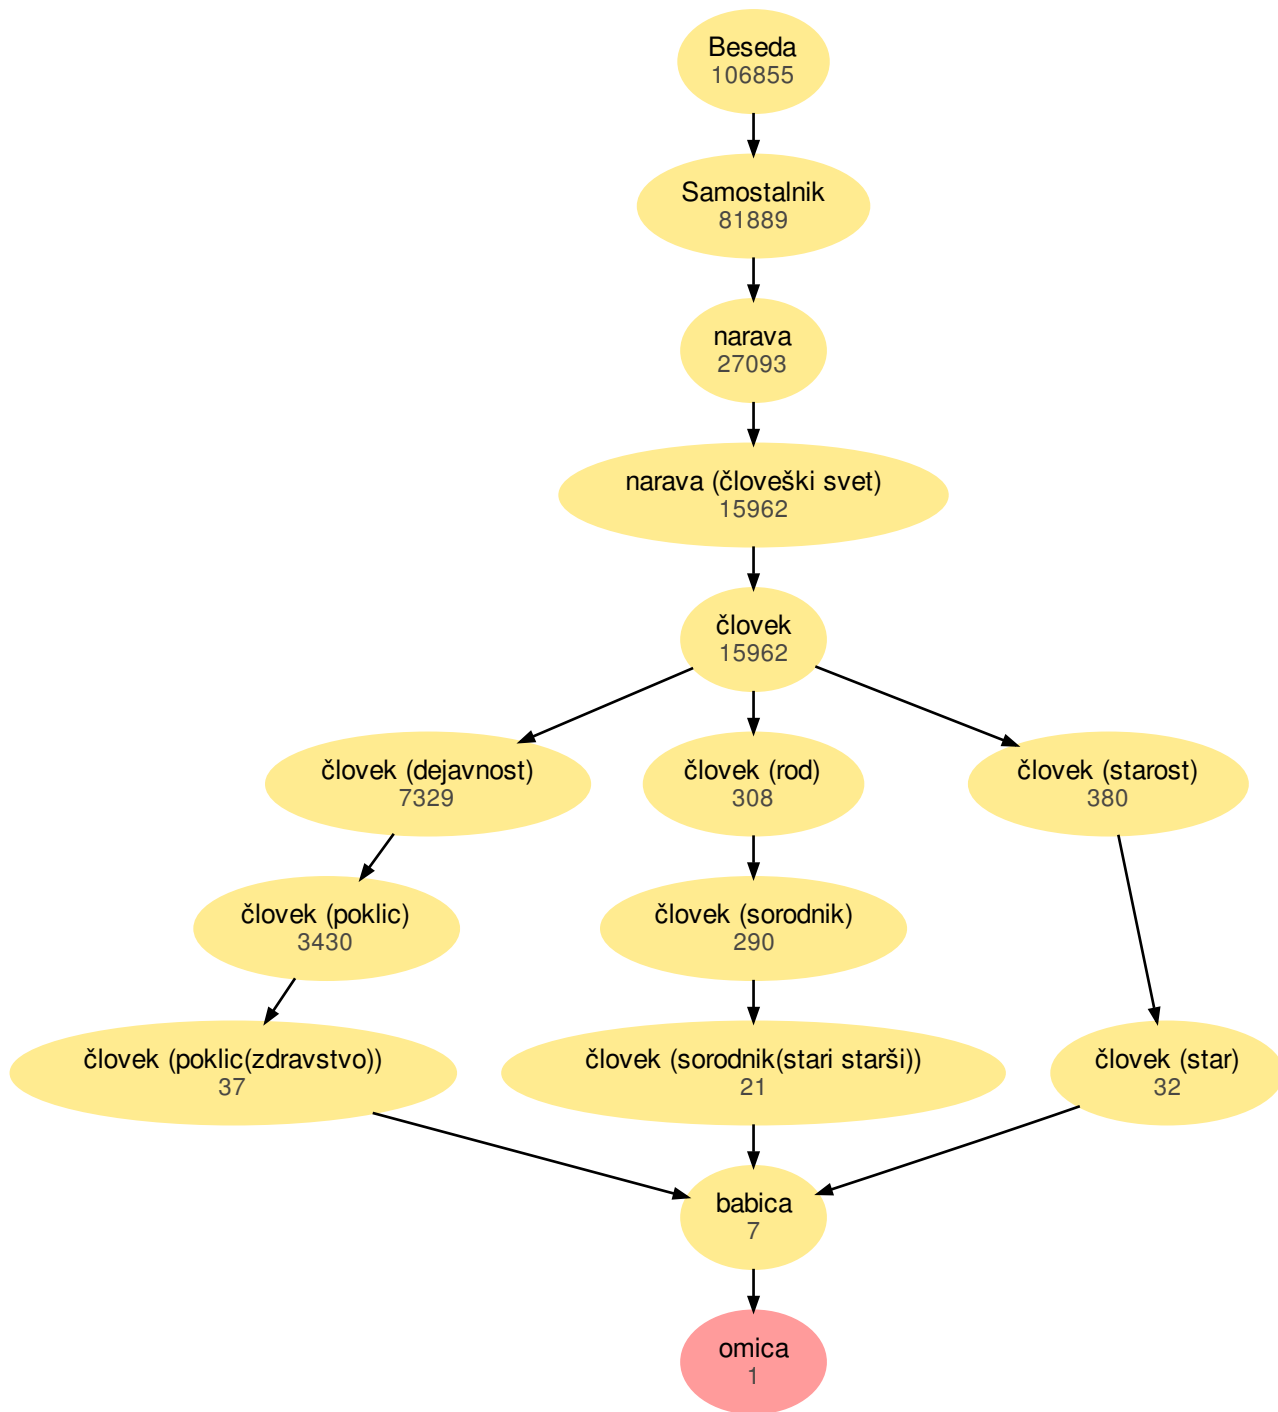 Beseda
106855
Samostalnik
81889
narava
27093
narava (človeški svet)
15962
človek
15962
človek (dejavnost)
7329
človek (rod)
308
človek (starost)
380
človek (poklic)
3430
človek (sorodnik)
290
človek (poklic(zdravstvo))
37
človek (sorodnik(stari starši))
21
človek (star)
32
babica
7
omica
1